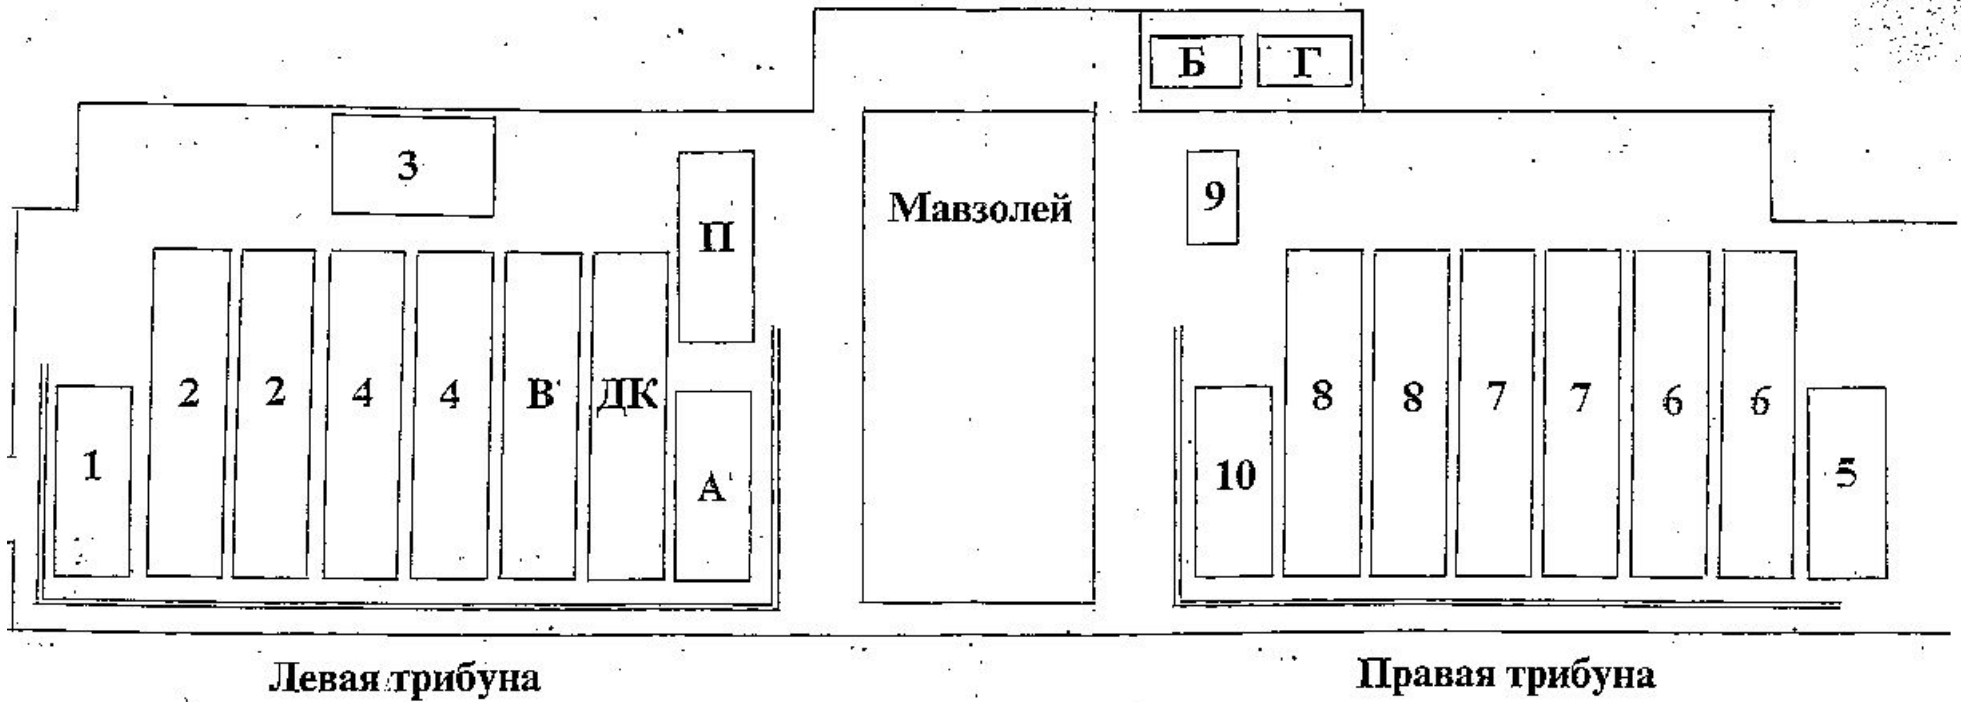 Б Г
3 П Мавзолей 9
2 2 4 4 В ДК 8 8 7 7 6 6
1 А 10 5
Левая трибуна Правая трибуна